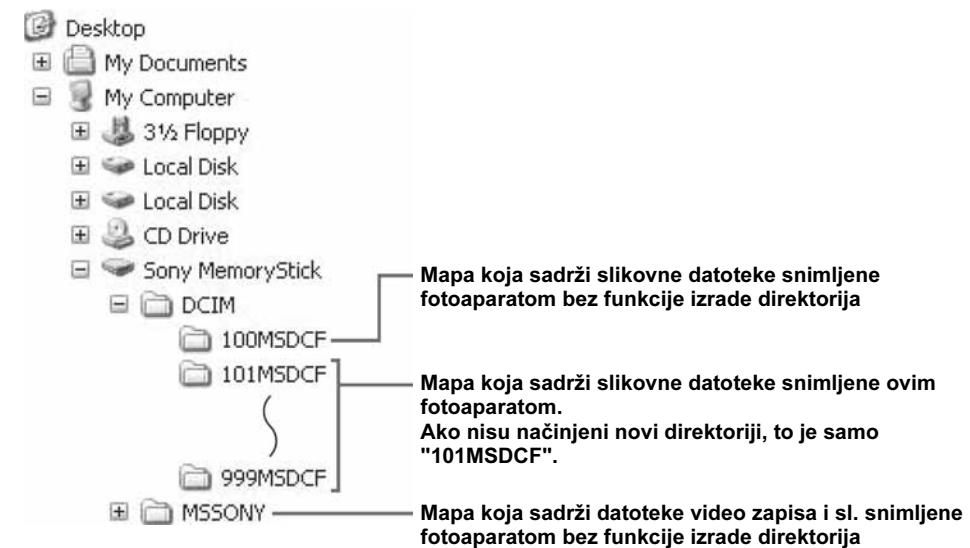 Desktop
My Documents
My Computer
3½ Floppy
Local Disk
Local Disk
CD Drive
Sony MemoryStick
Mapa koja sadrži slikovne datoteke snimljene
fotoaparatom bez funkcije izrade direktorija
DCIM
100MSDCF
101MSDCF
Mapa koja sadrži slikovne datoteke snimljene ovim
fotoaparatom.
Ako nisu načinjeni novi direktoriji, to je samo
"101MSDCF".
999MSDCF
MSSONY
Mapa koja sadrži datoteke video zapisa i sl. snimljene
fotoaparatom bez funkcije izrade direktorija